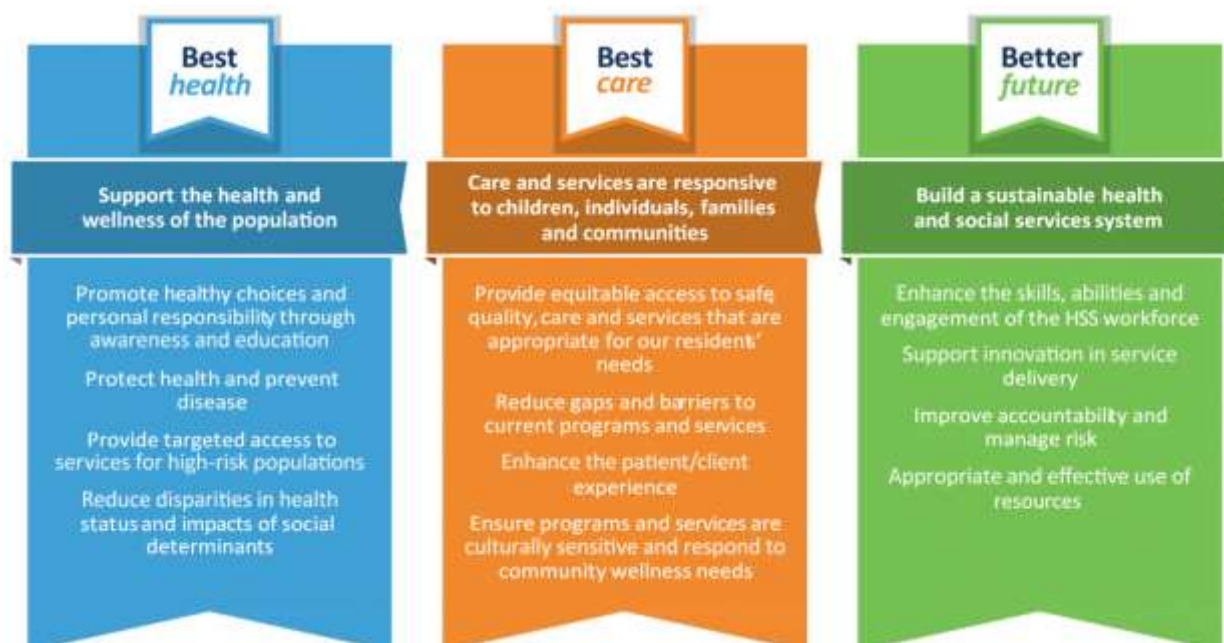 Best
health
Support the health and
wellness of the population
Promote healthy choices and
personal responsibility through
awareness and education
Protect health and prevent
disease
Provide targeted access to
services for high-risk populations
Reduce disparities in health
status and impacts of social
determinants
Best
care
Care and services are responsive
to children, individuals, families
and communities
Provide equitable access to safe,
quality, care and services that are
appropriate for our residents'
needs
Reduce gaps and barriers to
current programs and services
Enhance the patient/client
experience
Ensure programs and services are
culturally sensitive and respond to
community wellness needs
Better
future
Build a sustainable health
and social services system
Enhance the skills, abilities and
engagement of the HSS workforce
Support innovation in service
delivery
Improve accountability and
manage risk
Appropriate and effective use of
resources